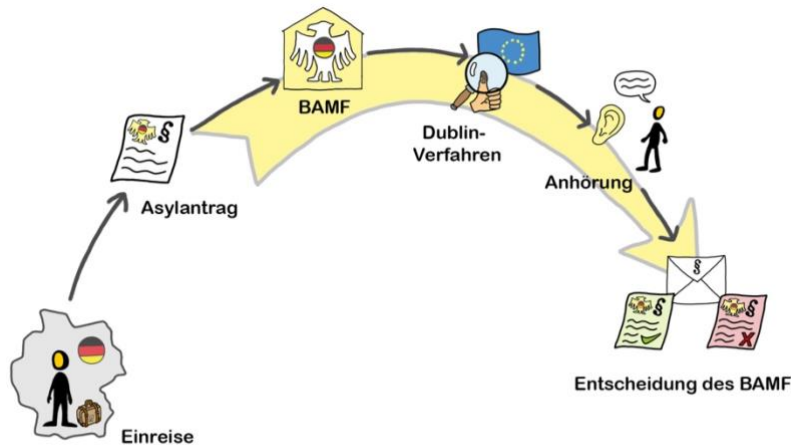 Einreise
Asylantrag
§
BAMF
Dublin-
Verfahren
Anhörung
§
§
§
Entscheidung des BAMF